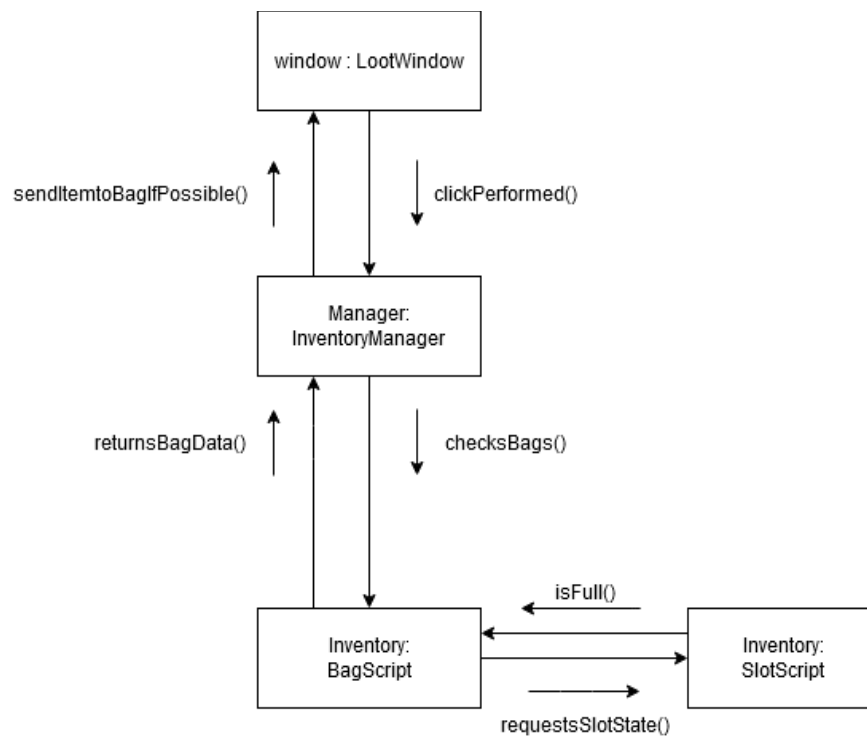 window : LootWindow
sendItemtoBagIfPossible()
clickPerformed()
Manager:
InventoryManager
returnsBagData()
checksBags()
isFull()
Inventory:
BagScript
Inventory:
SlotScript
requestsSlotState()